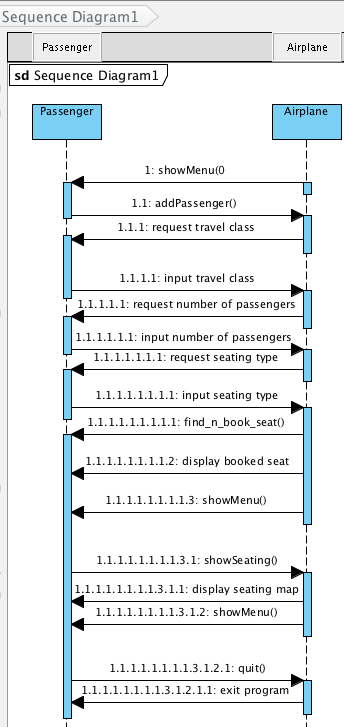 Sequence Diagram1
Passenger
Airplane
sd Sequence Diagram1
Passenger
Airplane
1: showMenu(0
1.1: addPassenger()
1.1.1: request travel class
1.1.1.1: input travel class
1.1.1.1.1: request number of passengers
1.1.1.1.1.1: input number of passengers
1.1.1.1.1.1.1: request seating type
1.1.1.1.1.1.1.1: input seating type
1.1.1.1.1.1.1.1.1: find_n_book_seat()
1.1.1.1.1.1.1.1.2: display booked seat
1.1.1.1.1.1.1.1.3: showMenu()
1.1.1.1.1.1.1.1.3.1: showSeating()
1.1.1.1.1.1.1.1.3.1.1: display seating map
1.1.1.1.1.1.1.1.3.1.2: showMenu()
1.1.1.1.1.1.1.1.3.1.2.1: quit()
1.1.1.1.1.1.1.1.3.1.2.1.1: exit program